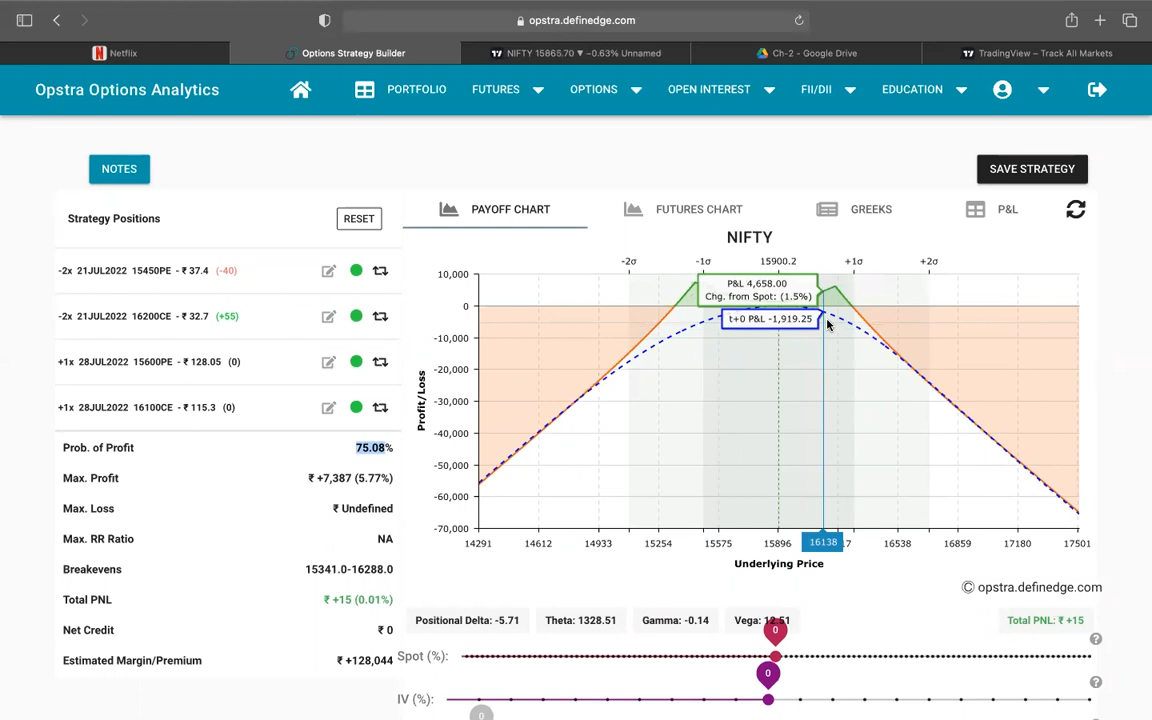 opstra.definedge.com
Netflix
Options Strategy Builder
NIFTY 15865.70 ▼ −0.63% Unnamed
Ch-2 - Google Drive
TradingView – Track All Markets
Opstra Options Analytics
PORTFOLIO
FUTURES
OPTIONS
OPEN INTEREST
FII/DII
EDUCATION
NOTES
SAVE STRATEGY
Strategy Positions
RESET
-2x 21JUL2022 15450PE - ₹ 37.4 (-40)
-2x 21JUL2022 16200CE - ₹ 32.7 (+55)
+1x 28JUL2022 15600PE - ₹ 128.05 (0)
+1x 28JUL2022 16100CE - ₹ 115.3 (0)
Prob. of Profit 75.08%
Max. Profit ₹ +7,387 (5.77%)
Max. Loss ₹ Undefined
Max. RR Ratio NA
Breakevens 15341.0-16288.0
Total PNL ₹ +15 (0.01%)
Net Credit ₹ 0
Estimated Margin/Premium ₹ +128,044
PAYOFF CHART
FUTURES CHART
GREEKS
P&L
NIFTY
-2σ -1σ 15900.2 +1σ +2σ
P&L 4,658.00
Chg. from Spot: (1.5%)
t+0 P&L -1,919.25
Profit/Loss
10,000
0
-10,000
-20,000
-30,000
-40,000
-50,000
-60,000
-70,000
14291 14612 14933 15254 15575 15896 16138 16538 16859 17180 17501
Underlying Price
© opstra.definedge.com
Positional Delta: -5.71
Theta: 1328.51
Gamma: -0.14
Vega: 12.51
Total PNL: ₹ +15
0
Spot (%):
0
IV (%):
0